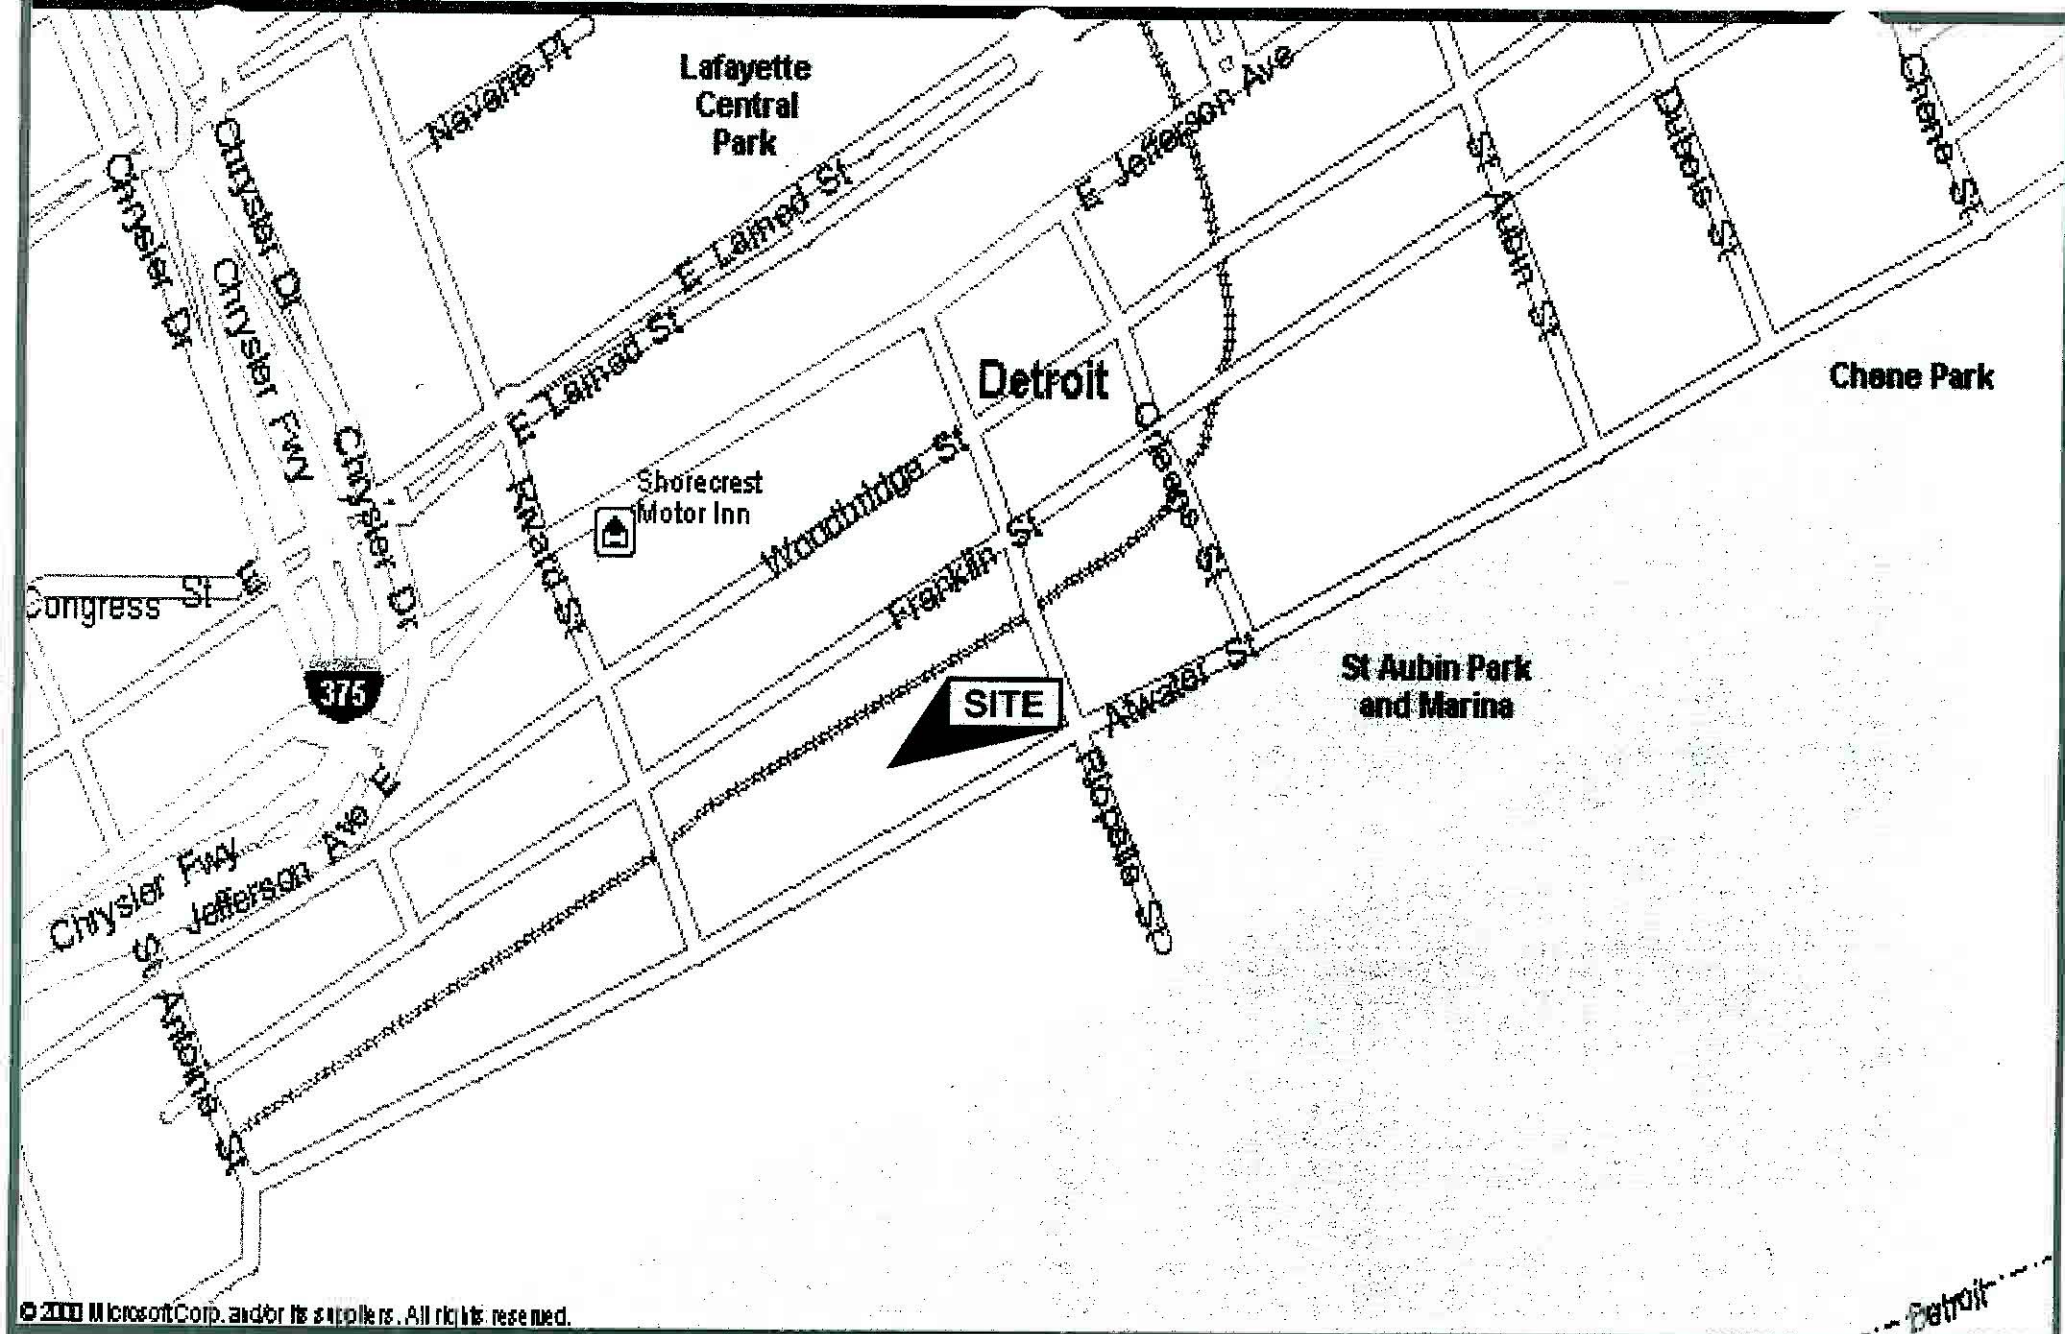 Navarre Pl
Lafayette
Central
Park
E Jefferson Ave
St Aubin St
Dubois St
Chene St
Chrysler Dr
Chrysler Dr
Chrysler Fwy
Chrysler Dr
E Larned St
E Larned St
Detroit
Chene Park
Orleans St
Shorecrest
Motor Inn
Rivard St
Woodbridge St
Franklin St
E
Congress St
375
SITE
Atwater St
St Aubin Park
and Marina
Riopelle St
Chrysler Fwy
Jefferson Ave E
St Antoine St
© 2000 Microsoft Corp. and/or its suppliers. All rights reserved.
Detroit